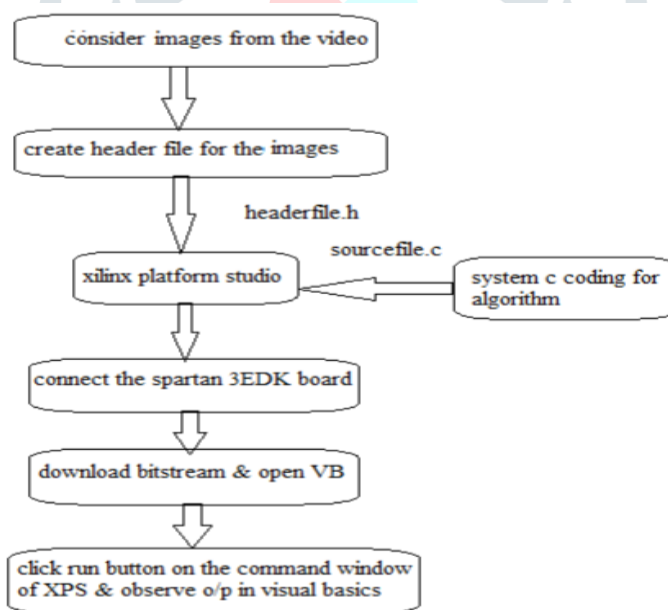 consider images from the video
create header file for the images
headerfile.h
sourcefile.c
xilinx platform studio
system c coding for
algorithm
connect the spartan 3EDK board
download bitstream & open VB
click run button on the command window
of XPS & observe o/p in visual basics